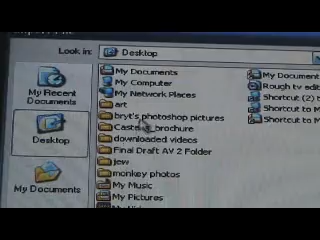 Look in:
Desktop
My Recent
Documents
Desktop
My Documents
My Documents
My Computer
My Network Places
art
bryt's photoshop pictures
brochure
downloaded videos
Final Draft AV 2 Folder
jew
monkey photos
My Music
My Pictures
My Document
Rough tv edit
Shortcut (2) t
Shortcut to M
Shortcut to M